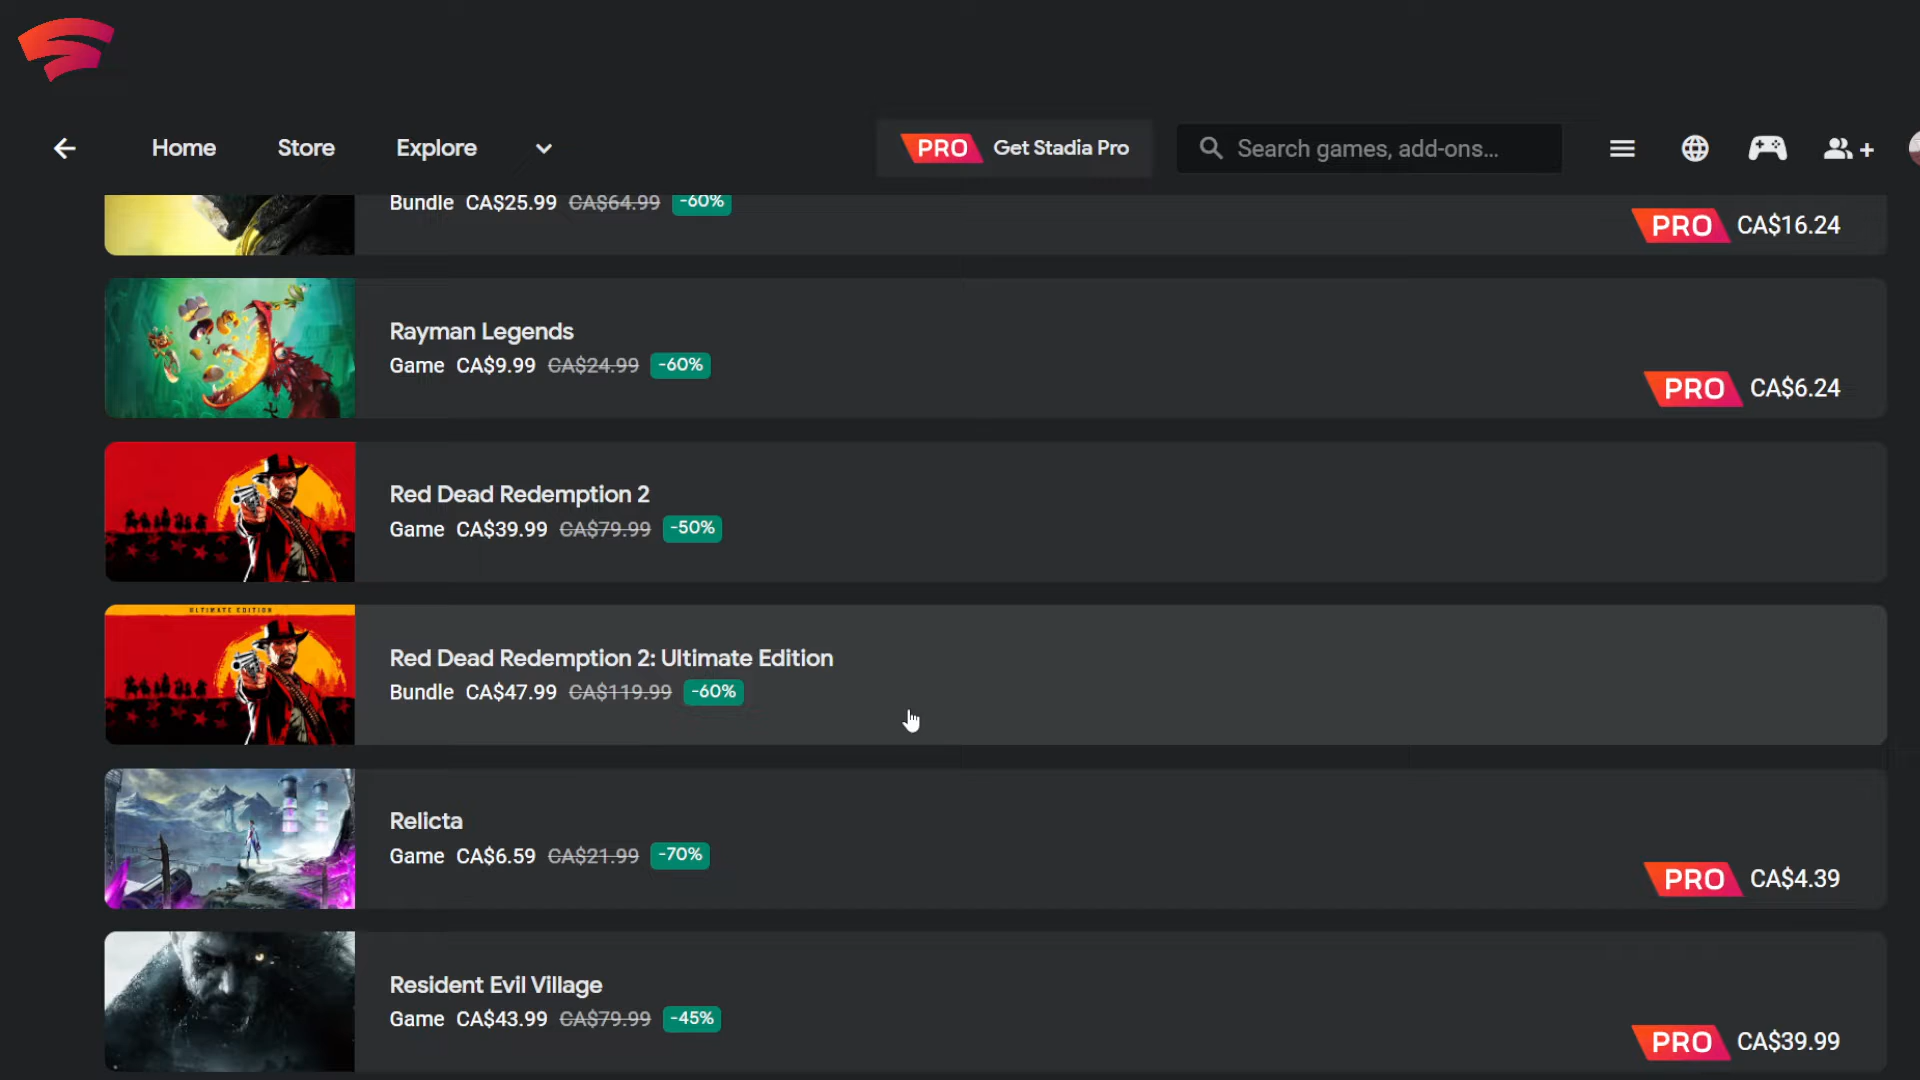 Home Store Explore PRO Get Stadia Pro Search games, add-ons...
Bundle CA$25.99 CA$64.99 -60%
PRO CA$16.24
Rayman Legends
Game CA$9.99 CA$24.99 -60%
PRO CA$6.24
Red Dead Redemption 2
Game CA$39.99 CA$79.99 -50%
ULTIMATE EDITION
Red Dead Redemption 2: Ultimate Edition
Bundle CA$47.99 CA$119.99 -60%
Relicta
Game CA$6.59 CA$21.99 -70%
PRO CA$4.39
Resident Evil Village
Game CA$43.99 CA$79.99 -45%
PRO CA$39.99